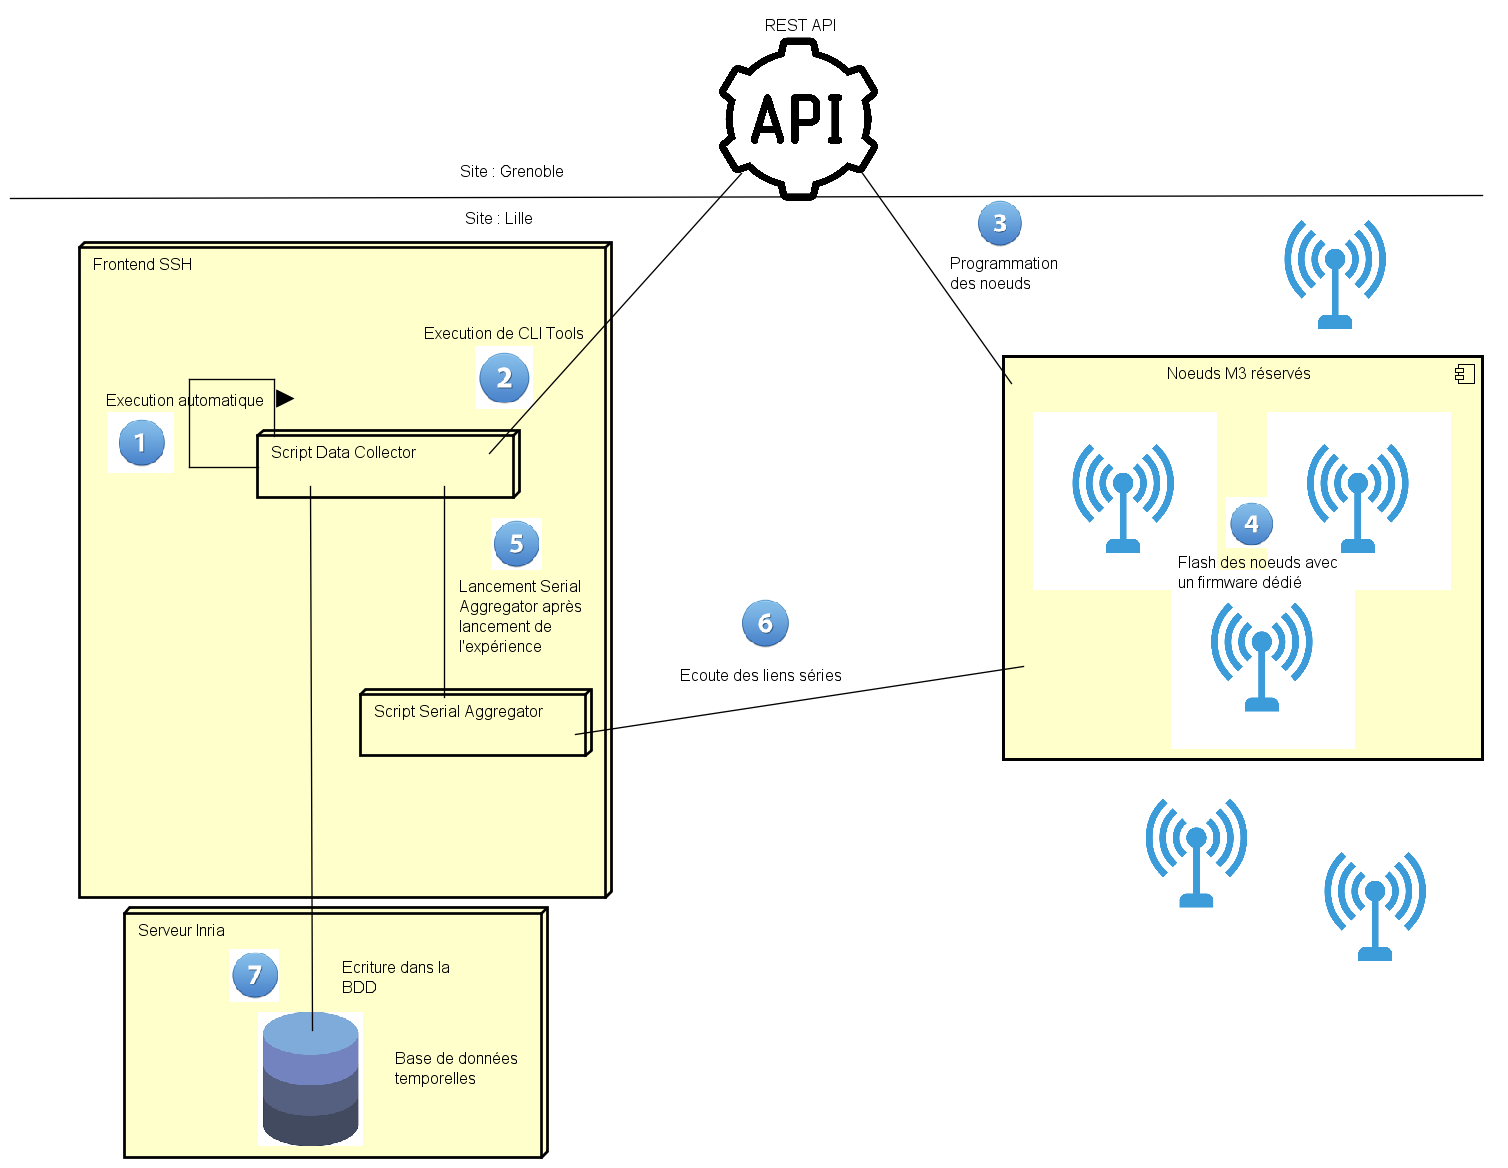 REST API
API
Site : Grenoble
Site : Lille
3
Programmation
des noeuds
Frontend SSH
Execution de CLI Tools
2
Execution automatique
1
Script Data Collector
5
Lancement Serial
Aggregator après
lancement de
l'expérience
Script Serial Aggregator
6
Ecoute des liens séries
Noeuds M3 réservés
4
Flash des noeuds avec
un firmware dédié
Serveur Inria
7
Ecriture dans la
BDD
Base de données
temporelles